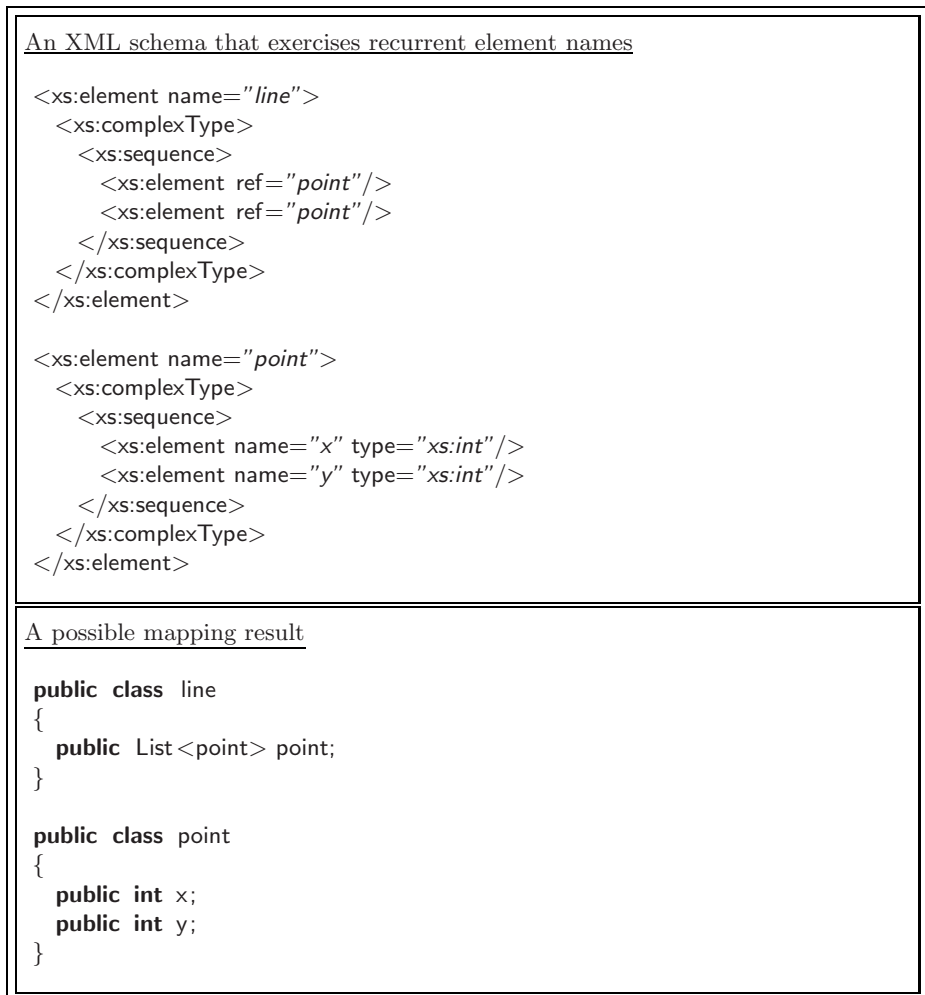 An XML schema that exercises recurrent element names
<xs:element name="line">
  <xs:complexType>
    <xs:sequence>
      <xs:element ref="point"/>
      <xs:element ref="point"/>
    </xs:sequence>
  </xs:complexType>
</xs:element>
<xs:element name="point">
  <xs:complexType>
    <xs:sequence>
      <xs:element name="x" type="xs:int"/>
      <xs:element name="y" type="xs:int"/>
    </xs:sequence>
  </xs:complexType>
</xs:element>
A possible mapping result
public class line
{
  public List<point> point;
}
public class point
{
  public int x;
  public int y;
}